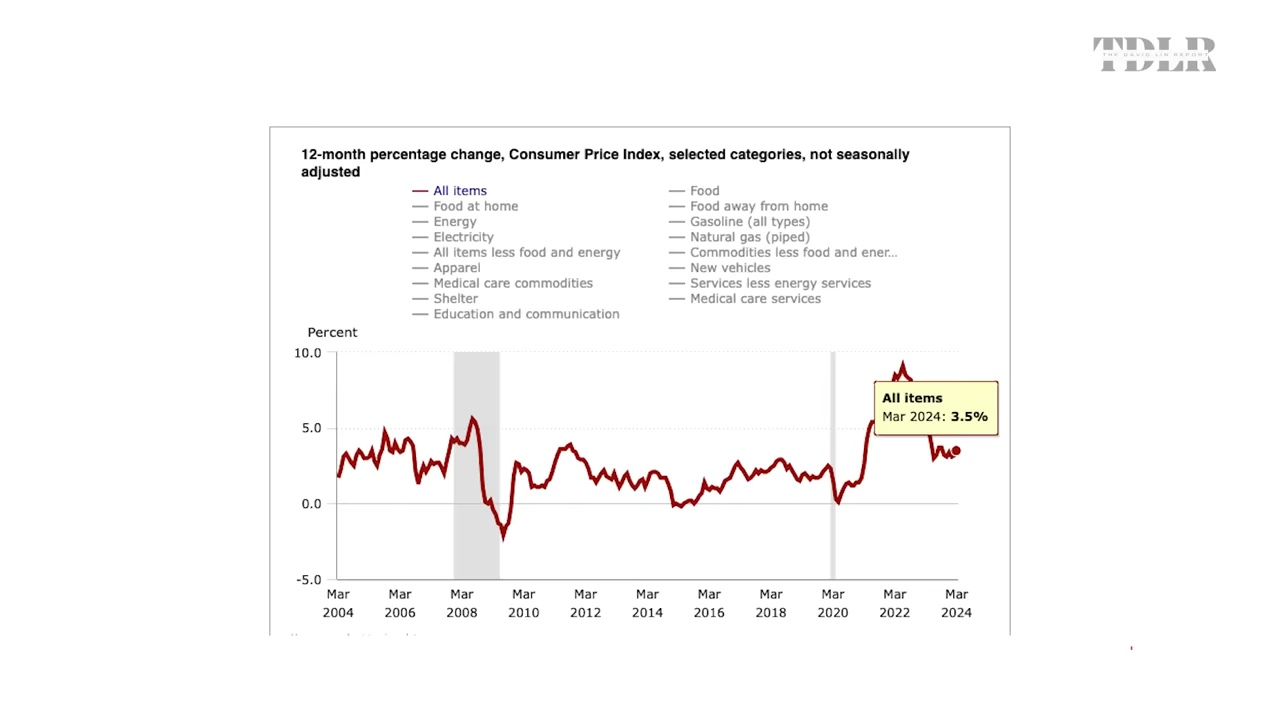 TDLR
THE DAVID LIN REPORT
12-month percentage change, Consumer Price Index, selected categories, not seasonally
adjusted
All items
Food
Food at home
Food away from home
Energy
Gasoline (all types)
Electricity
Natural gas (piped)
All items less food and energy
Commodities less food and ener...
Apparel
New vehicles
Medical care commodities
Services less energy services
Shelter
Medical care services
Education and communication
Percent
10.0
5.0
0.0
-5.0
All items
Mar 2024: 3.5%
Mar Mar Mar Mar Mar Mar Mar Mar Mar Mar Mar
2004 2006 2008 2010 2012 2014 2016 2018 2020 2022 2024